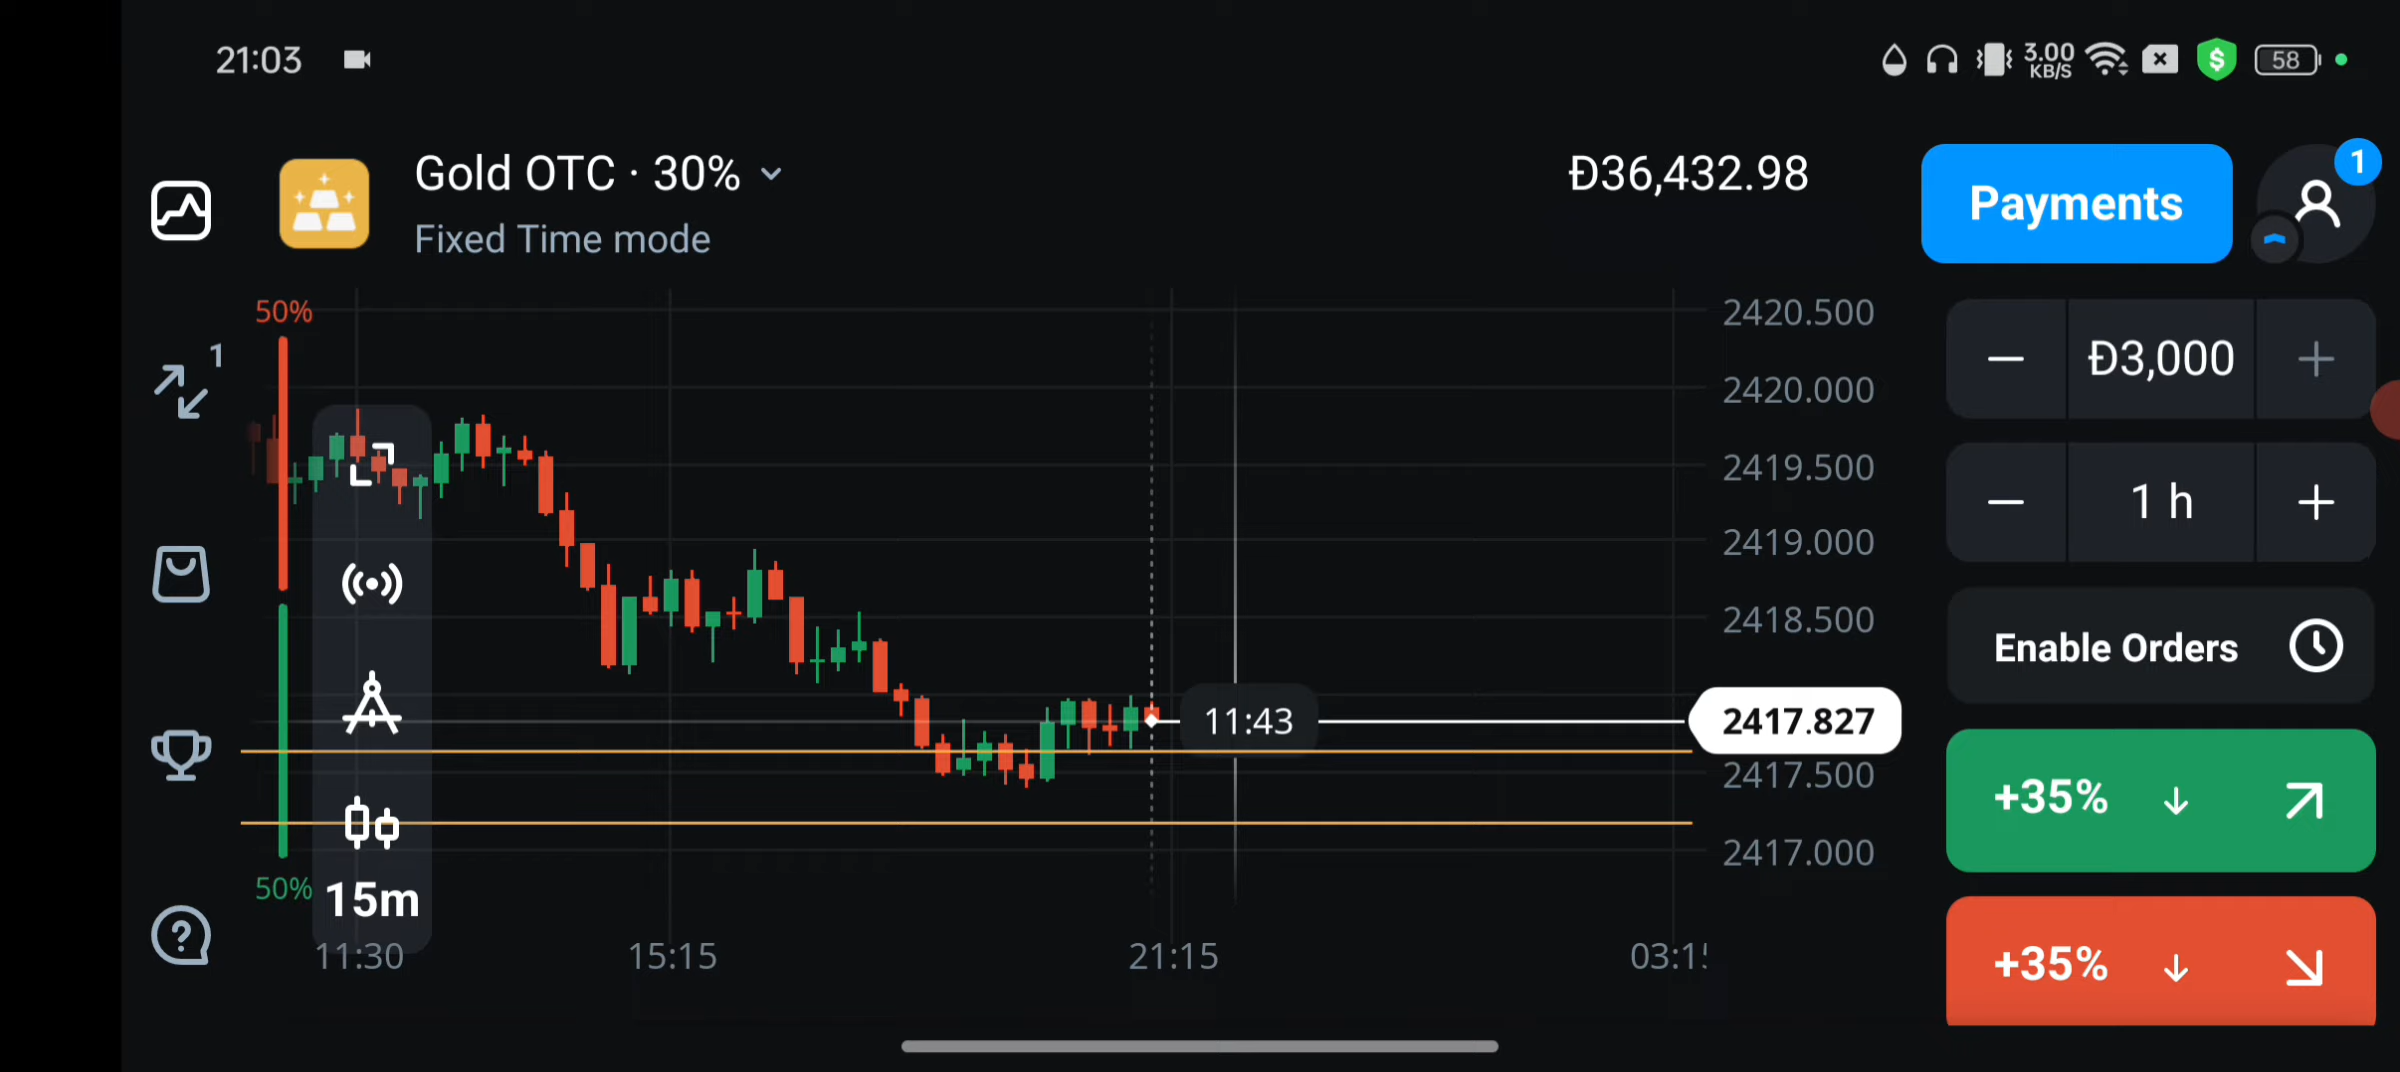 21:03
3.00
KB/S
58
Gold OTC · 30%
Fixed Time mode
Đ36,432.98
Payments
1
50%
2420.500
2420.000
2419.500
2419.000
2418.500
2417.827
2417.500
2417.000
1
11:43
50%
15m
11:30
15:15
21:15
03:15
Đ3,000
1 h
Enable Orders
+35%
+35%